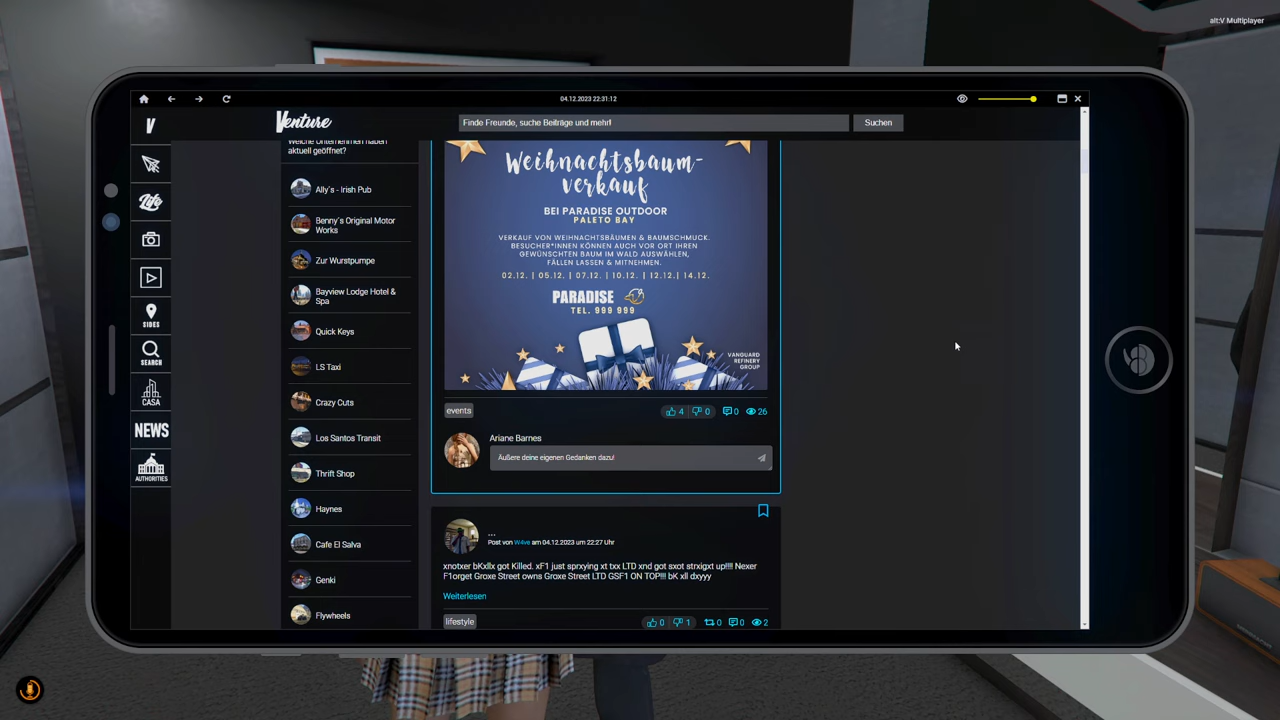 alt:V Multiplayer
04.12.2023 22:31:12
V
Venture
Finde Freunde, suche Beiträge und mehr!
Suchen
Life
SIDES
SEARCH
CASA
NEWS
AUTHORITIES
Welche Unternehmen haben
aktuell geöffnet?
Ally's - Irish Pub
Benny's Original Motor
Works
Zur Wurstpumpe
Bayview Lodge Hotel &
Spa
Quick Keys
LS Taxi
Crazy Cuts
Los Santos Transit
Thrift Shop
Haynes
Cafe El Salva
Genki
Flywheels
Weihnachtsbaum-
verkauf
BEI PARADISE OUTDOOR
PALETO BAY
VERKAUF VON WEIHNACHTSBÄUMEN & BAUMSCHMUCK.
BESUCHER*INNEN KÖNNEN AUCH VOR ORT IHREN
GEWÜNSCHTEN BAUM IM WALD AUSWÄHLEN,
FÄLLEN LASSEN & MITNEHMEN.
02.12. | 05.12. | 07.12. | 10.12. | 12.12.| 14.12.
PARADISE
TEL. 999 999
VANGUARD
REFINERY
GROUP
events
4 0 0 26
Ariane Barnes
Äußere deine eigenen Gedanken dazu!
...
Post von W4ve am 04.12.2023 um 22:27 Uhr
xnotxer bKxllx got Killed. xF1 just sprxying xt txx LTD xnd got sxot strxigxt up!!!! Nexer
F1orget Groxe Street owns Groxe Street LTD GSF1 ON TOP!!! bK xll dxyyy
Weiterlesen
lifestyle
0 1 0 0 2